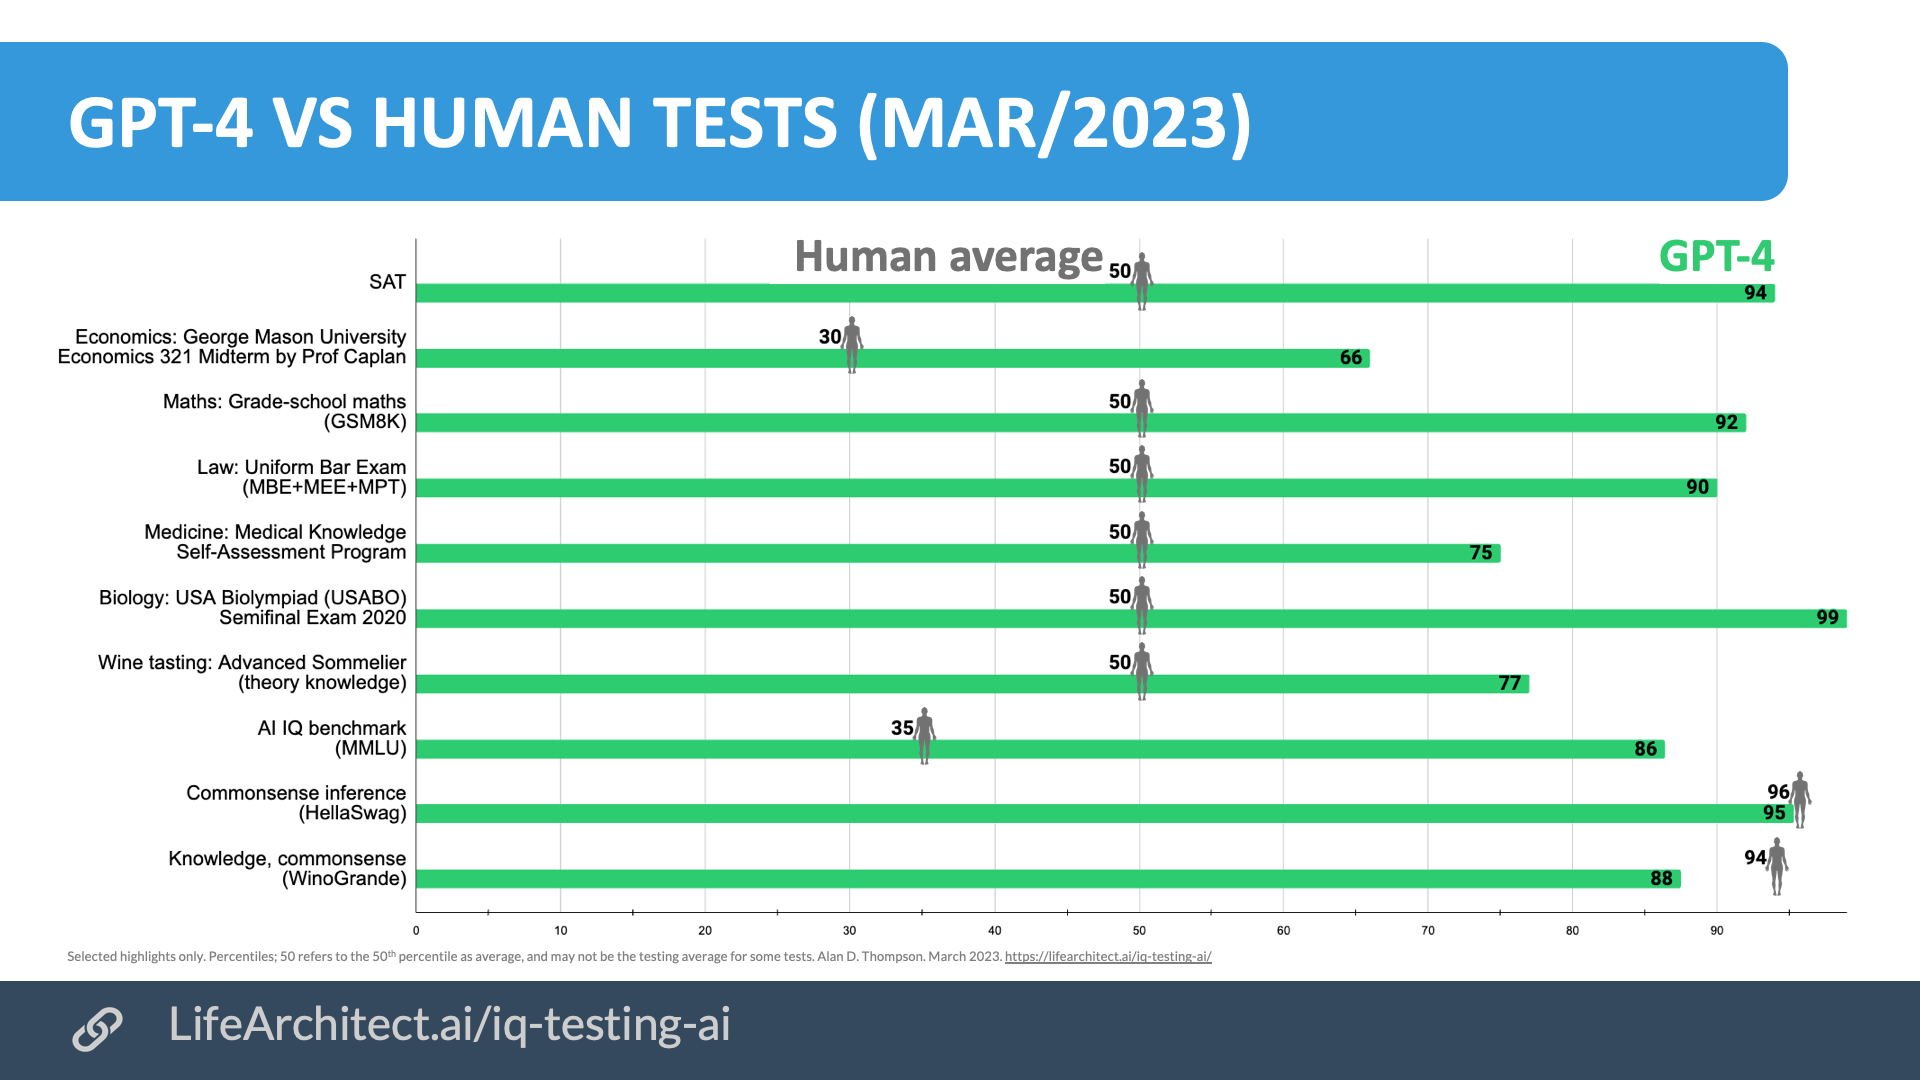 GPT-4 VS HUMAN TESTS (MAR/2023)
Human average
GPT-4
SAT
50
94
Economics: George Mason University
Economics 321 Midterm by Prof Caplan
30
66
Maths: Grade-school maths
(GSM8K)
50
92
Law: Uniform Bar Exam
(MBE+MEE+MPT)
50
90
Medicine: Medical Knowledge
Self-Assessment Program
50
75
Biology: USA Biolympiad (USABO)
Semifinal Exam 2020
50
99
Wine tasting: Advanced Sommelier
(theory knowledge)
50
77
AI IQ benchmark
(MMLU)
35
86
Commonsense inference
(HellaSwag)
96
95
Knowledge, commonsense
(WinoGrande)
94
88
0 10 20 30 40 50 60 70 80 90
Selected highlights only. Percentiles; 50 refers to the 50th percentile as average, and may not be the testing average for some tests. Alan D. Thompson. March 2023. https://lifearchitect.ai/iq-testing-ai/
LifeArchitect.ai/iq-testing-ai